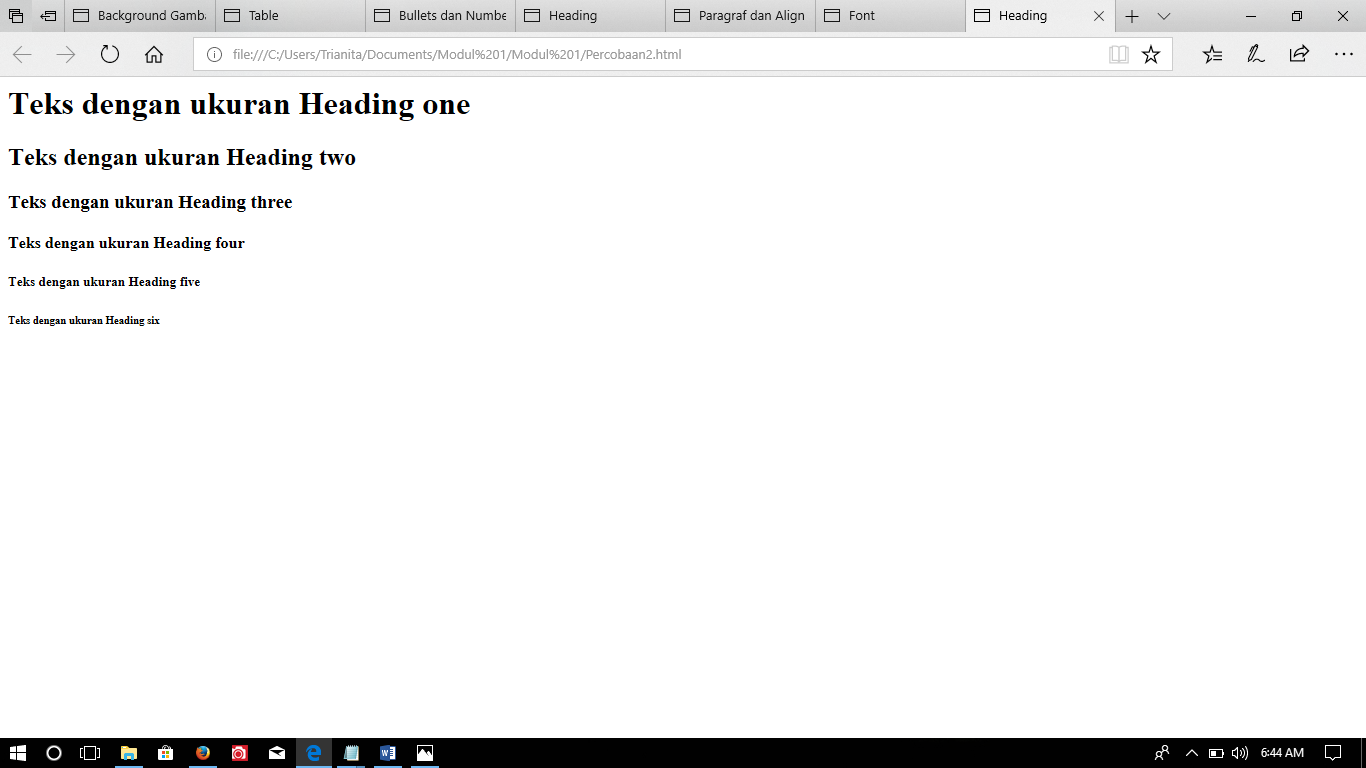 Background Gamba
Table
Bullets dan Numbe
Heading
Paragraf dan Align
Font
Heading
file:///C:/Users/Trianita/Documents/Modul%201/Modul%201/Percobaan2.html
Teks dengan ukuran Heading one
Teks dengan ukuran Heading two
Teks dengan ukuran Heading three
Teks dengan ukuran Heading four
Teks dengan ukuran Heading five
Teks dengan ukuran Heading six
6:44 AM